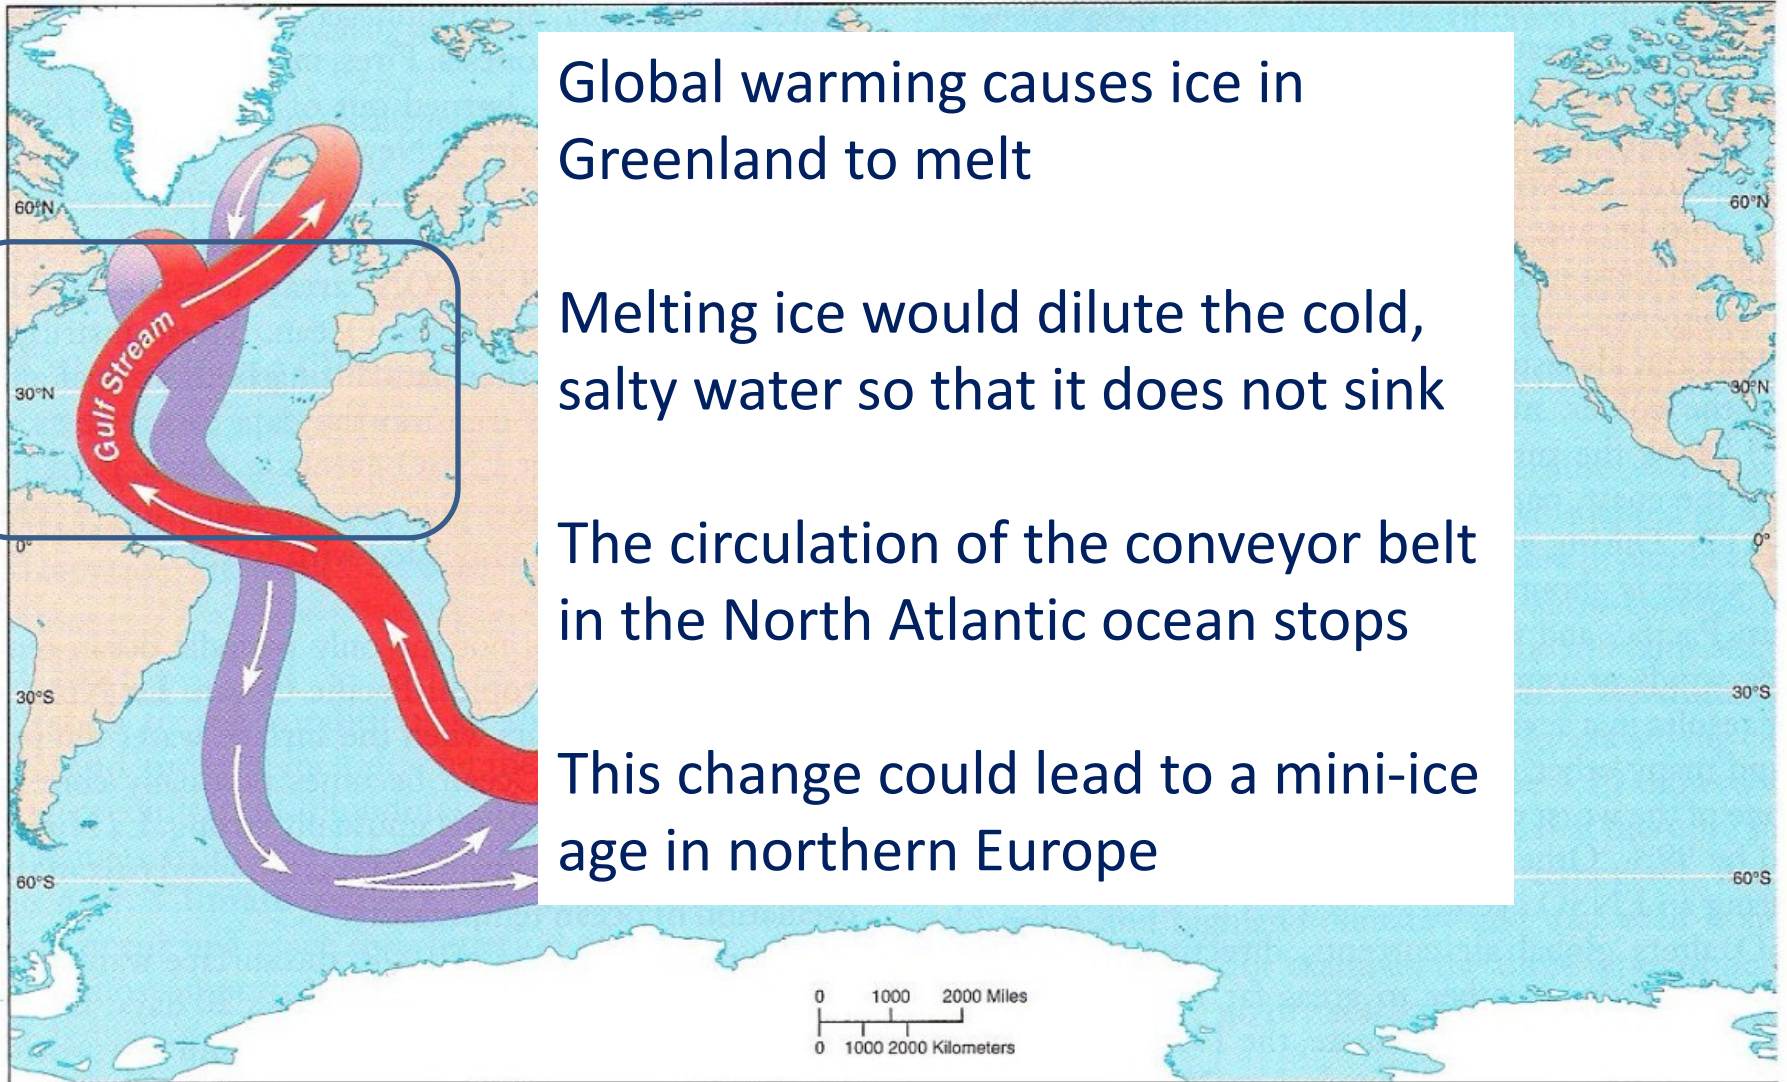 Global warming causes ice in
Greenland to melt
Melting ice would dilute the cold,
salty water so that it does not sink
The circulation of the conveyor belt
in the North Atlantic ocean stops
This change could lead to a mini-ice
age in northern Europe
Gulf Stream
60°N
30°N
0°
30°S
60°S
60°N
30°N
0°
30°S
60°S
0 1000 2000 Miles
0 1000 2000 Kilometers